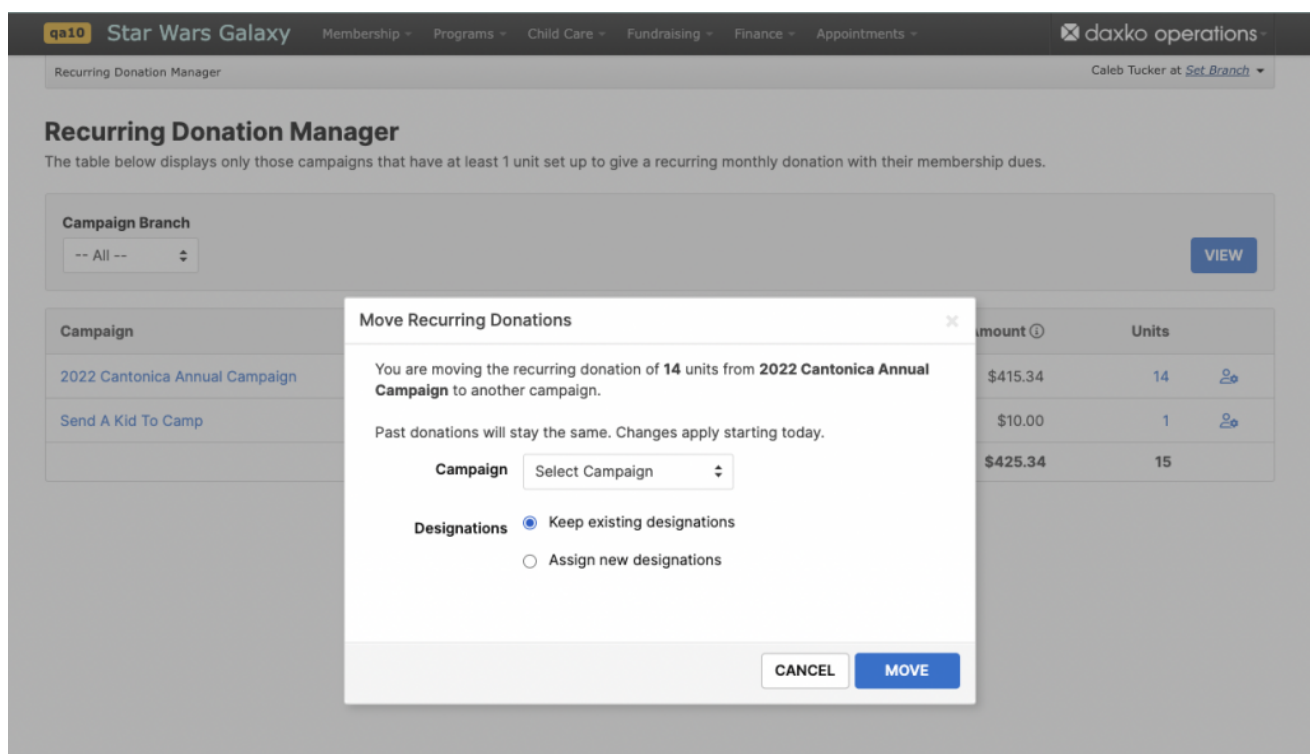 qa10 Star Wars Galaxy Membership Programs Child Care Fundraising Finance Appointments daxko operations
Recurring Donation Manager Caleb Tucker at Set Branch
Recurring Donation Manager
The table below displays only those campaigns that have at least 1 unit set up to give a recurring monthly donation with their membership dues.
Campaign Branch
-- All --
VIEW
Campaign mount Units
2022 Cantonica Annual Campaign $415.34 14
Send A Kid To Camp $10.00 1
$425.34 15
Move Recurring Donations
You are moving the recurring donation of 14 units from 2022 Cantonica Annual
Campaign to another campaign.
Past donations will stay the same. Changes apply starting today.
Campaign Select Campaign
Designations Keep existing designations
Assign new designations
CANCEL MOVE